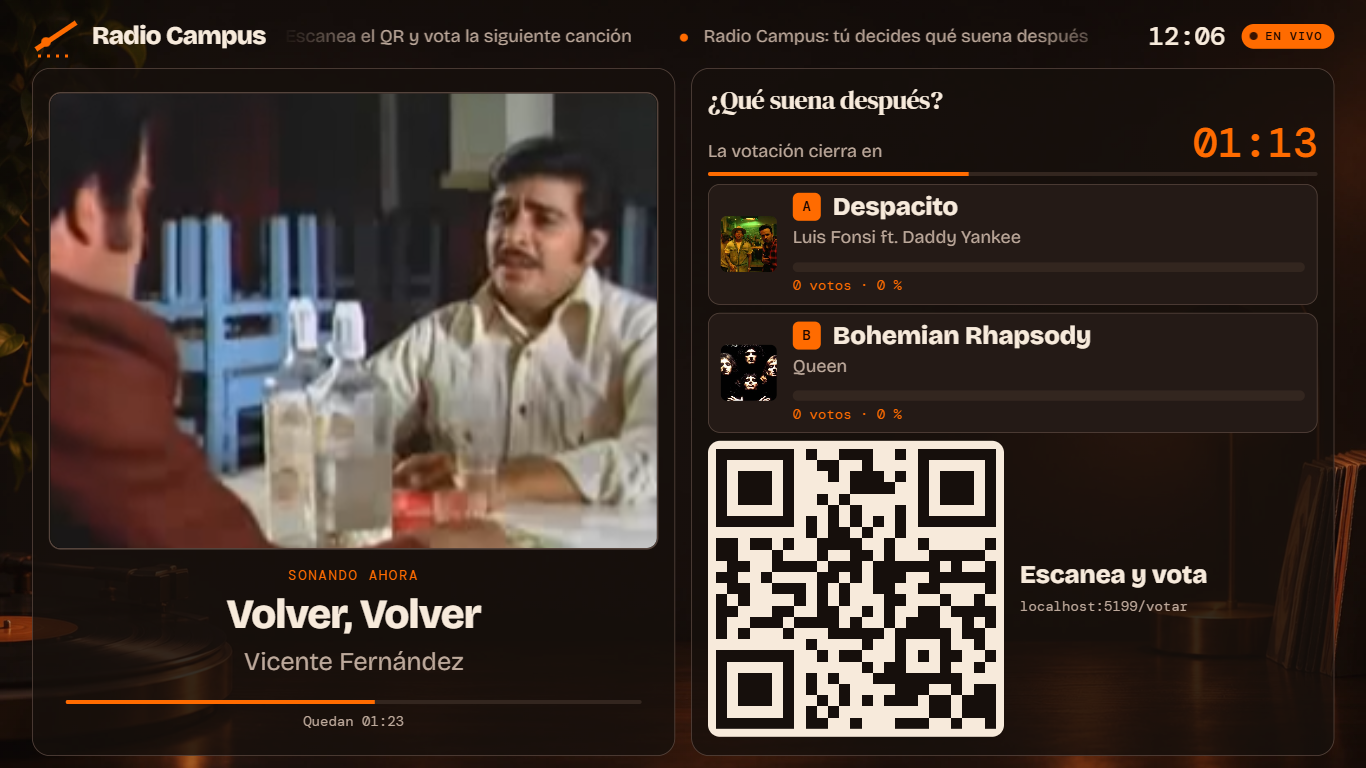 Radio Campus
Escanea el QR y vota la siguiente canción
Radio Campus: tú decides qué suena después
12:06
EN VIVO
SONANDO AHORA
Volver, Volver
Vicente Fernández
Quedan 01:23
¿Qué suena después?
La votación cierra en
01:13
A
Despacito
Luis Fonsi ft. Daddy Yankee
0 votos · 0 %
B
Bohemian Rhapsody
Queen
0 votos · 0 %
Escanea y vota
localhost:5199/votar